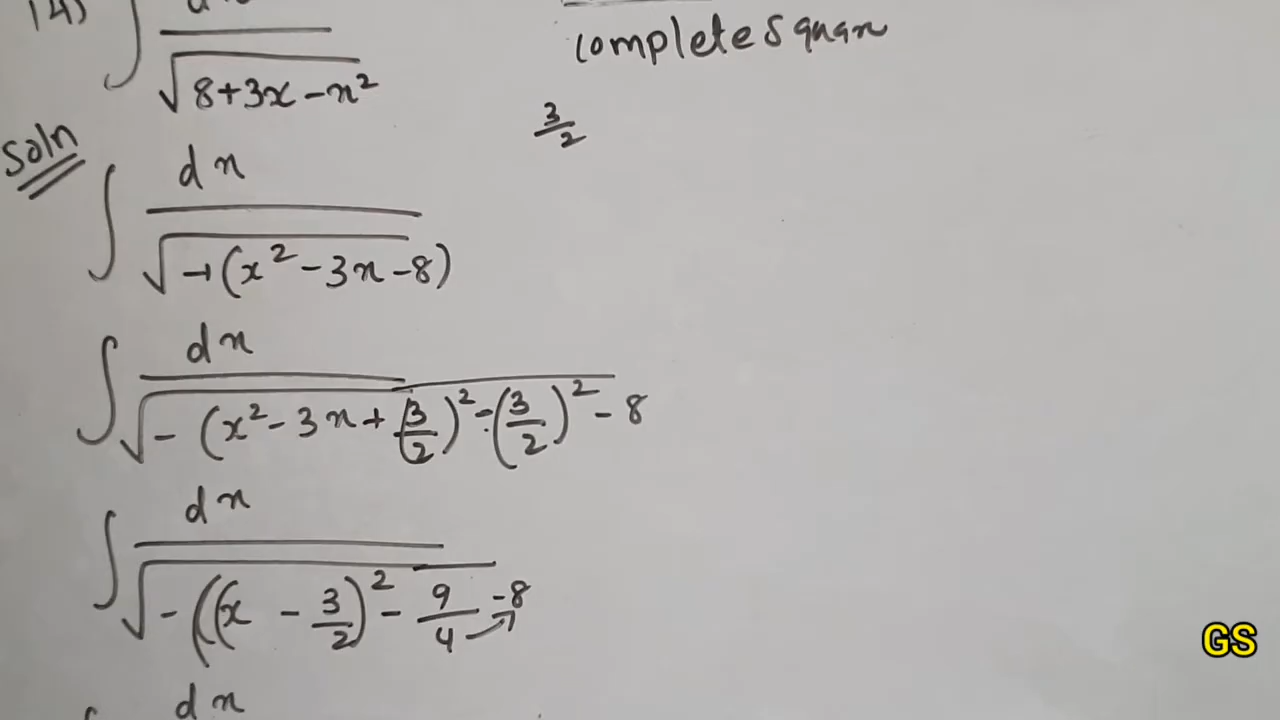 14)
∫ / √8+3x-x²
complete Square
3/2
Soln
∫ dx / √-1(x²-3x-8)
∫ dx / √-(x²-3x+(3/2)²-(3/2)²-8
∫ dx / √-((x-3/2)²-9/4-8
dx
GS